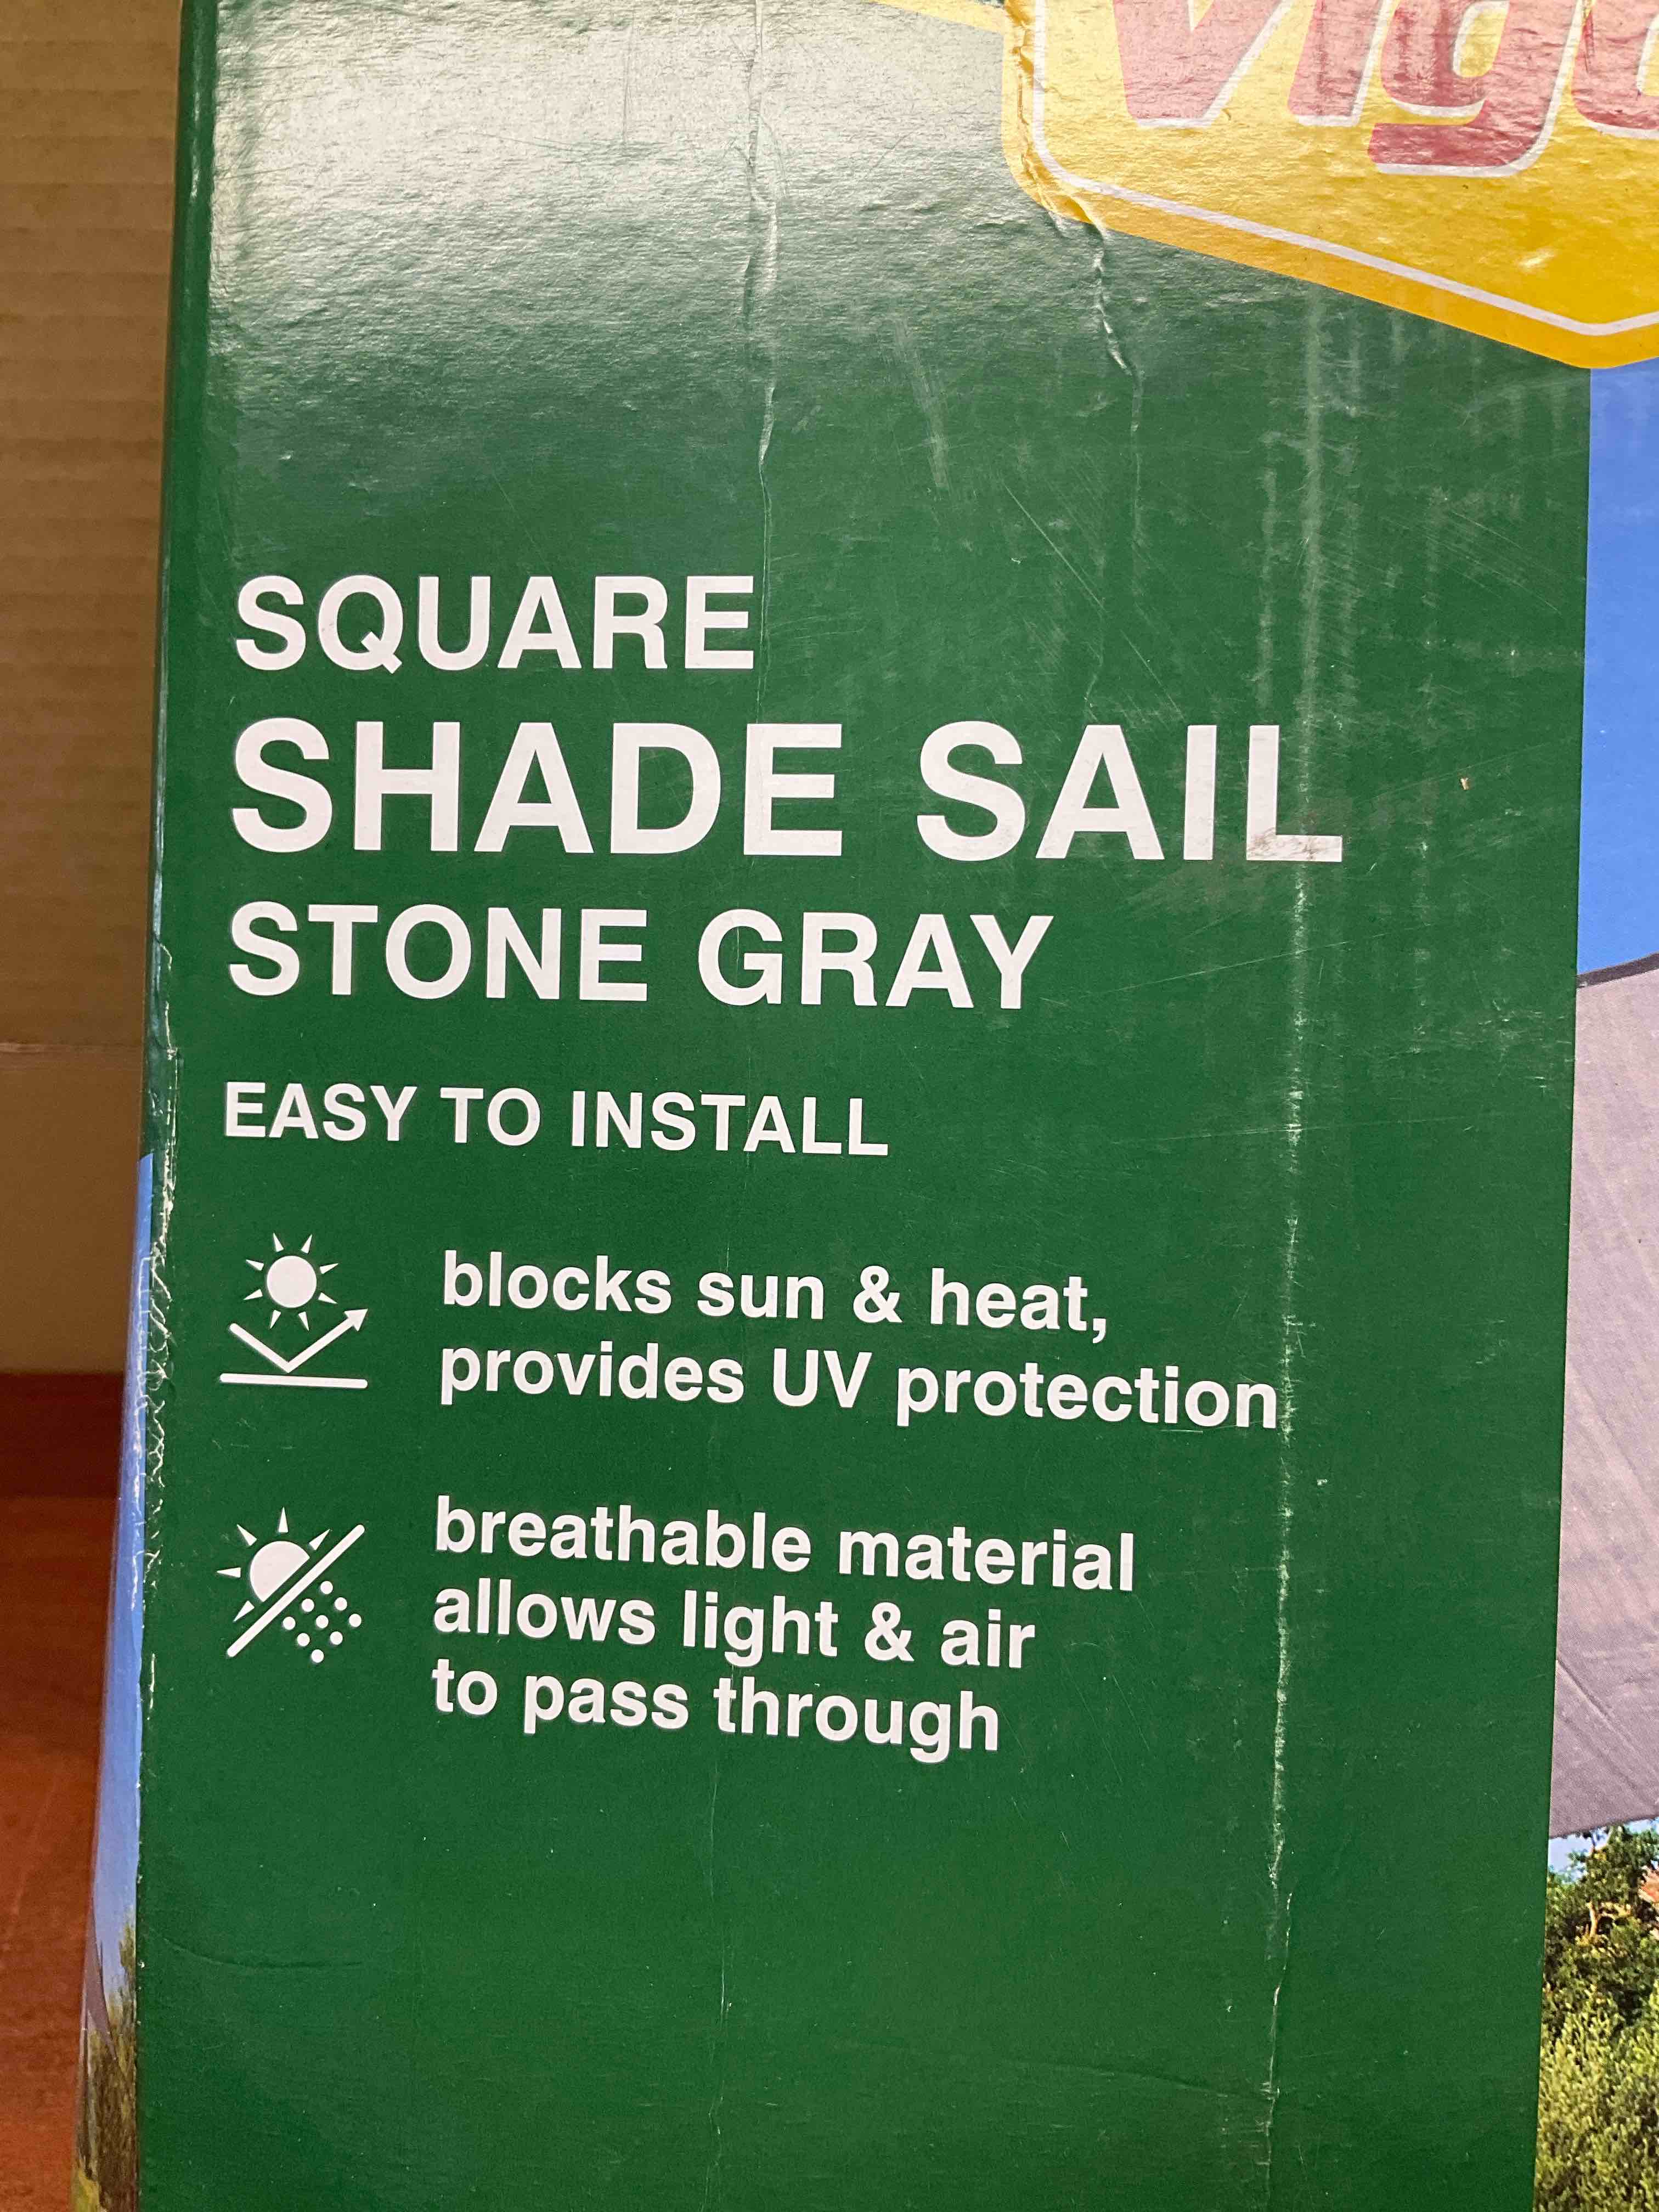 SQUARE
SHADE SAIL
STONE GRAY
EASY TO INSTALL
blocks sun & heat,
provides UV protection
breathable material
allows light & air
to pass through